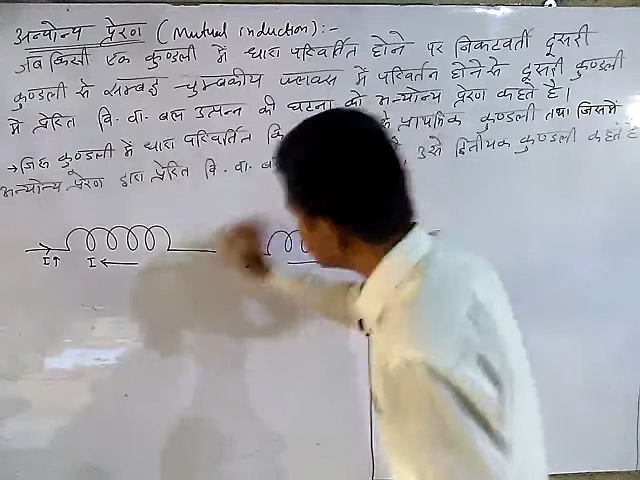 अन्योन्य प्रेरण (Mutual induction):-
जब किसी एक कुण्डली में धारा परिवर्तित होने पर निकटवर्ती दूसरी
कुण्डली से सम्बद्ध चुम्बकीय फ्लक्स में परिवर्तन होने से दूसरी कुण्डली
में प्रेरित वि. वा. बल उत्पन्न की घटना को अन्योन्य प्रेरण कहते है।
→ जिस कुण्डली में धारा परिवर्तित प्राथमिक कुण्डली तथा जिसमें
अन्योन्य प्रेरण द्वारा प्रेरित वि. वा. उसे द्वितीयक कुण्डली कहते है
I↑ I←